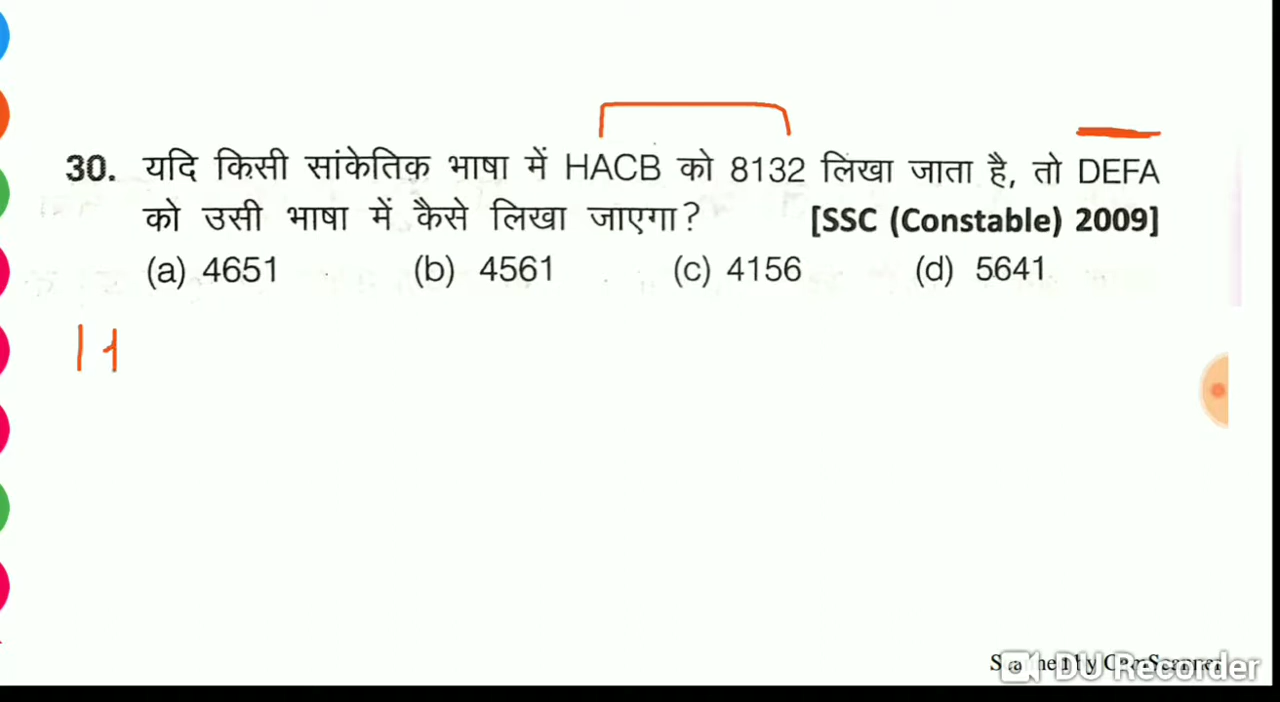 30. यदि किसी सांकेतिक भाषा में HACB को 8132 लिखा जाता है, तो DEFA
को उसी भाषा में कैसे लिखा जाएगा? [SSC (Constable) 2009]
(a) 4651 (b) 4561 (c) 4156 (d) 5641
DU Recorder